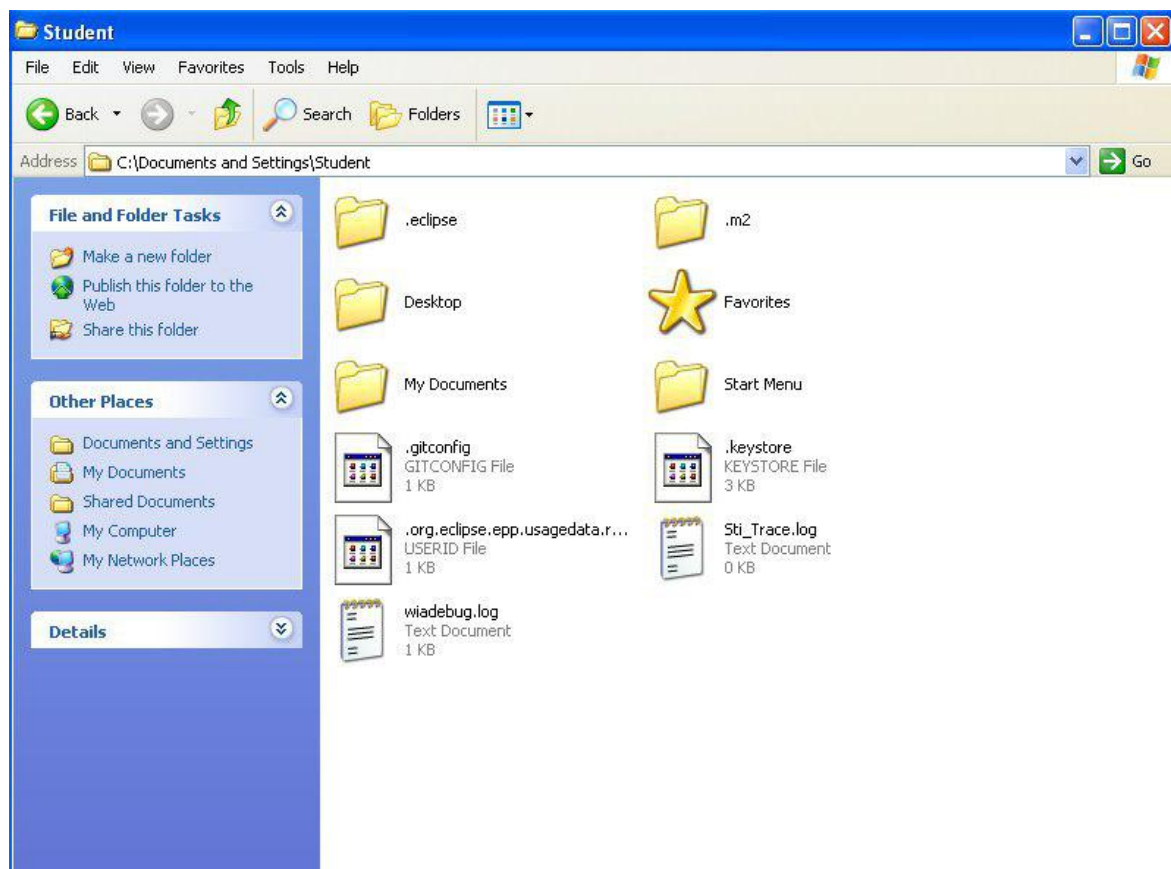 Student
File Edit View Favorites Tools Help
Back Search Folders
Address C:\Documents and Settings\Student Go
File and Folder Tasks
Make a new folder
Publish this folder to the
Web
Share this folder
Other Places
Documents and Settings
My Documents
Shared Documents
My Computer
My Network Places
Details
.eclipse
.m2
Desktop
Favorites
My Documents
Start Menu
.gitconfig
GITCONFIG File
1 KB
.keystore
KEYSTORE File
3 KB
.org.eclipse.epp.usagedata.r...
USERID File
1 KB
Sti_Trace.log
Text Document
0 KB
wiadebug.log
Text Document
1 KB